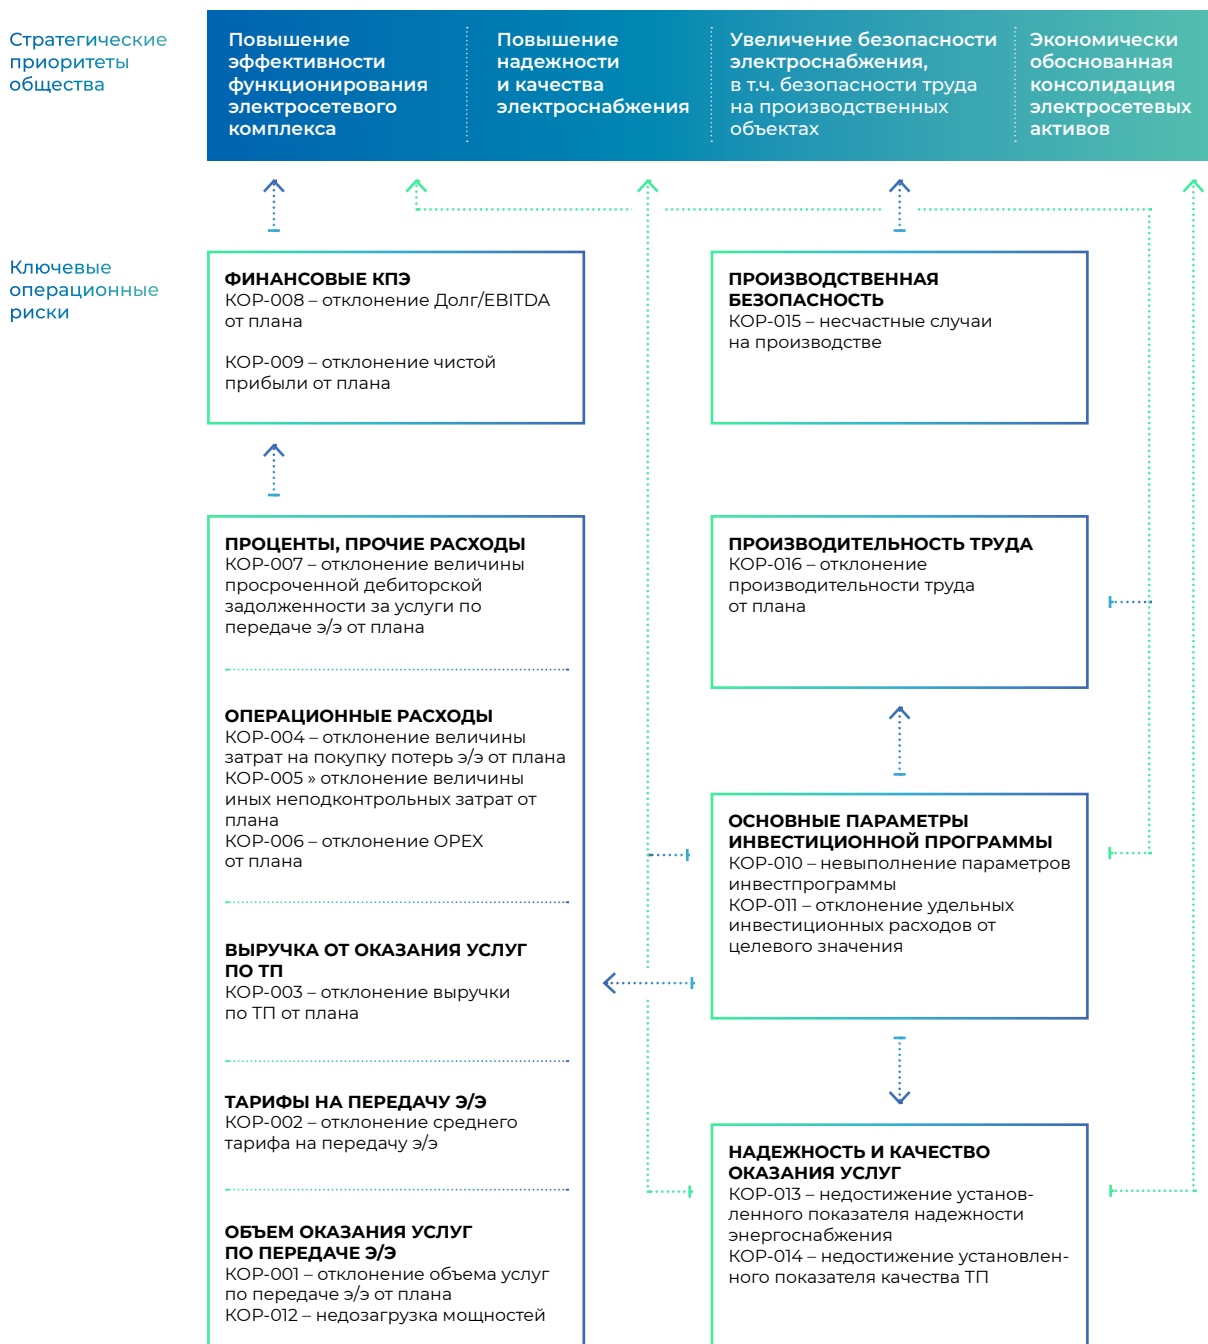 Стратегические
приоритеты
общества
Повышение
эффективности
функционирования
электросетевого
комплекса
Повышение
надежности
и качества
электроснабжения
Увеличение безопасности
электроснабжения,
в т.ч. безопасности труда
на производственных
объектах
Экономически
обоснованная
консолидация
электросетевых
активов
Ключевые
операционные
риски
ФИНАНСОВЫЕ КПЭ
КОР-008 – отклонение Долг/EBITDA
от плана
КОР-009 – отклонение чистой
прибыли от плана
ПРОИЗВОДСТВЕННАЯ
БЕЗОПАСНОСТЬ
КОР-015 – несчастные случаи
на производстве
ПРОЦЕНТЫ, ПРОЧИЕ РАСХОДЫ
КОР-007 – отклонение величины
просроченной дебиторской
задолженности за услуги по
передаче э/э от плана
ОПЕРАЦИОННЫЕ РАСХОДЫ
КОР-004 – отклонение величины
затрат на покупку потерь э/э от плана
КОР-005 » отклонение величины
иных неподконтрольных затрат от
плана
КОР-006 – отклонение OPEX
от плана
ВЫРУЧКА ОТ ОКАЗАНИЯ УСЛУГ
ПО ТП
КОР-003 – отклонение выручки
по ТП от плана
ТАРИФЫ НА ПЕРЕДАЧУ Э/Э
КОР-002 – отклонение среднего
тарифа на передачу э/э
ОБЪЕМ ОКАЗАНИЯ УСЛУГ
ПО ПЕРЕДАЧЕ Э/Э
КОР-001 – отклонение объема услуг
по передаче э/э от плана
КОР-012 – недозагрузка мощностей
ПРОИЗВОДИТЕЛЬНОСТЬ ТРУДА
КОР-016 – отклонение
производительности труда
от плана
ОСНОВНЫЕ ПАРАМЕТРЫ
ИНВЕСТИЦИОННОЙ ПРОГРАММЫ
КОР-010 – невыполнение параметров
инвестпрограммы
КОР-011 – отклонение удельных
инвестиционных расходов от
целевого значения
НАДЕЖНОСТЬ И КАЧЕСТВО
ОКАЗАНИЯ УСЛУГ
КОР-013 – недостижение установ-
ленного показателя надежности
энергоснабжения
КОР-014 – недостижение установлен-
ного показателя качества ТП